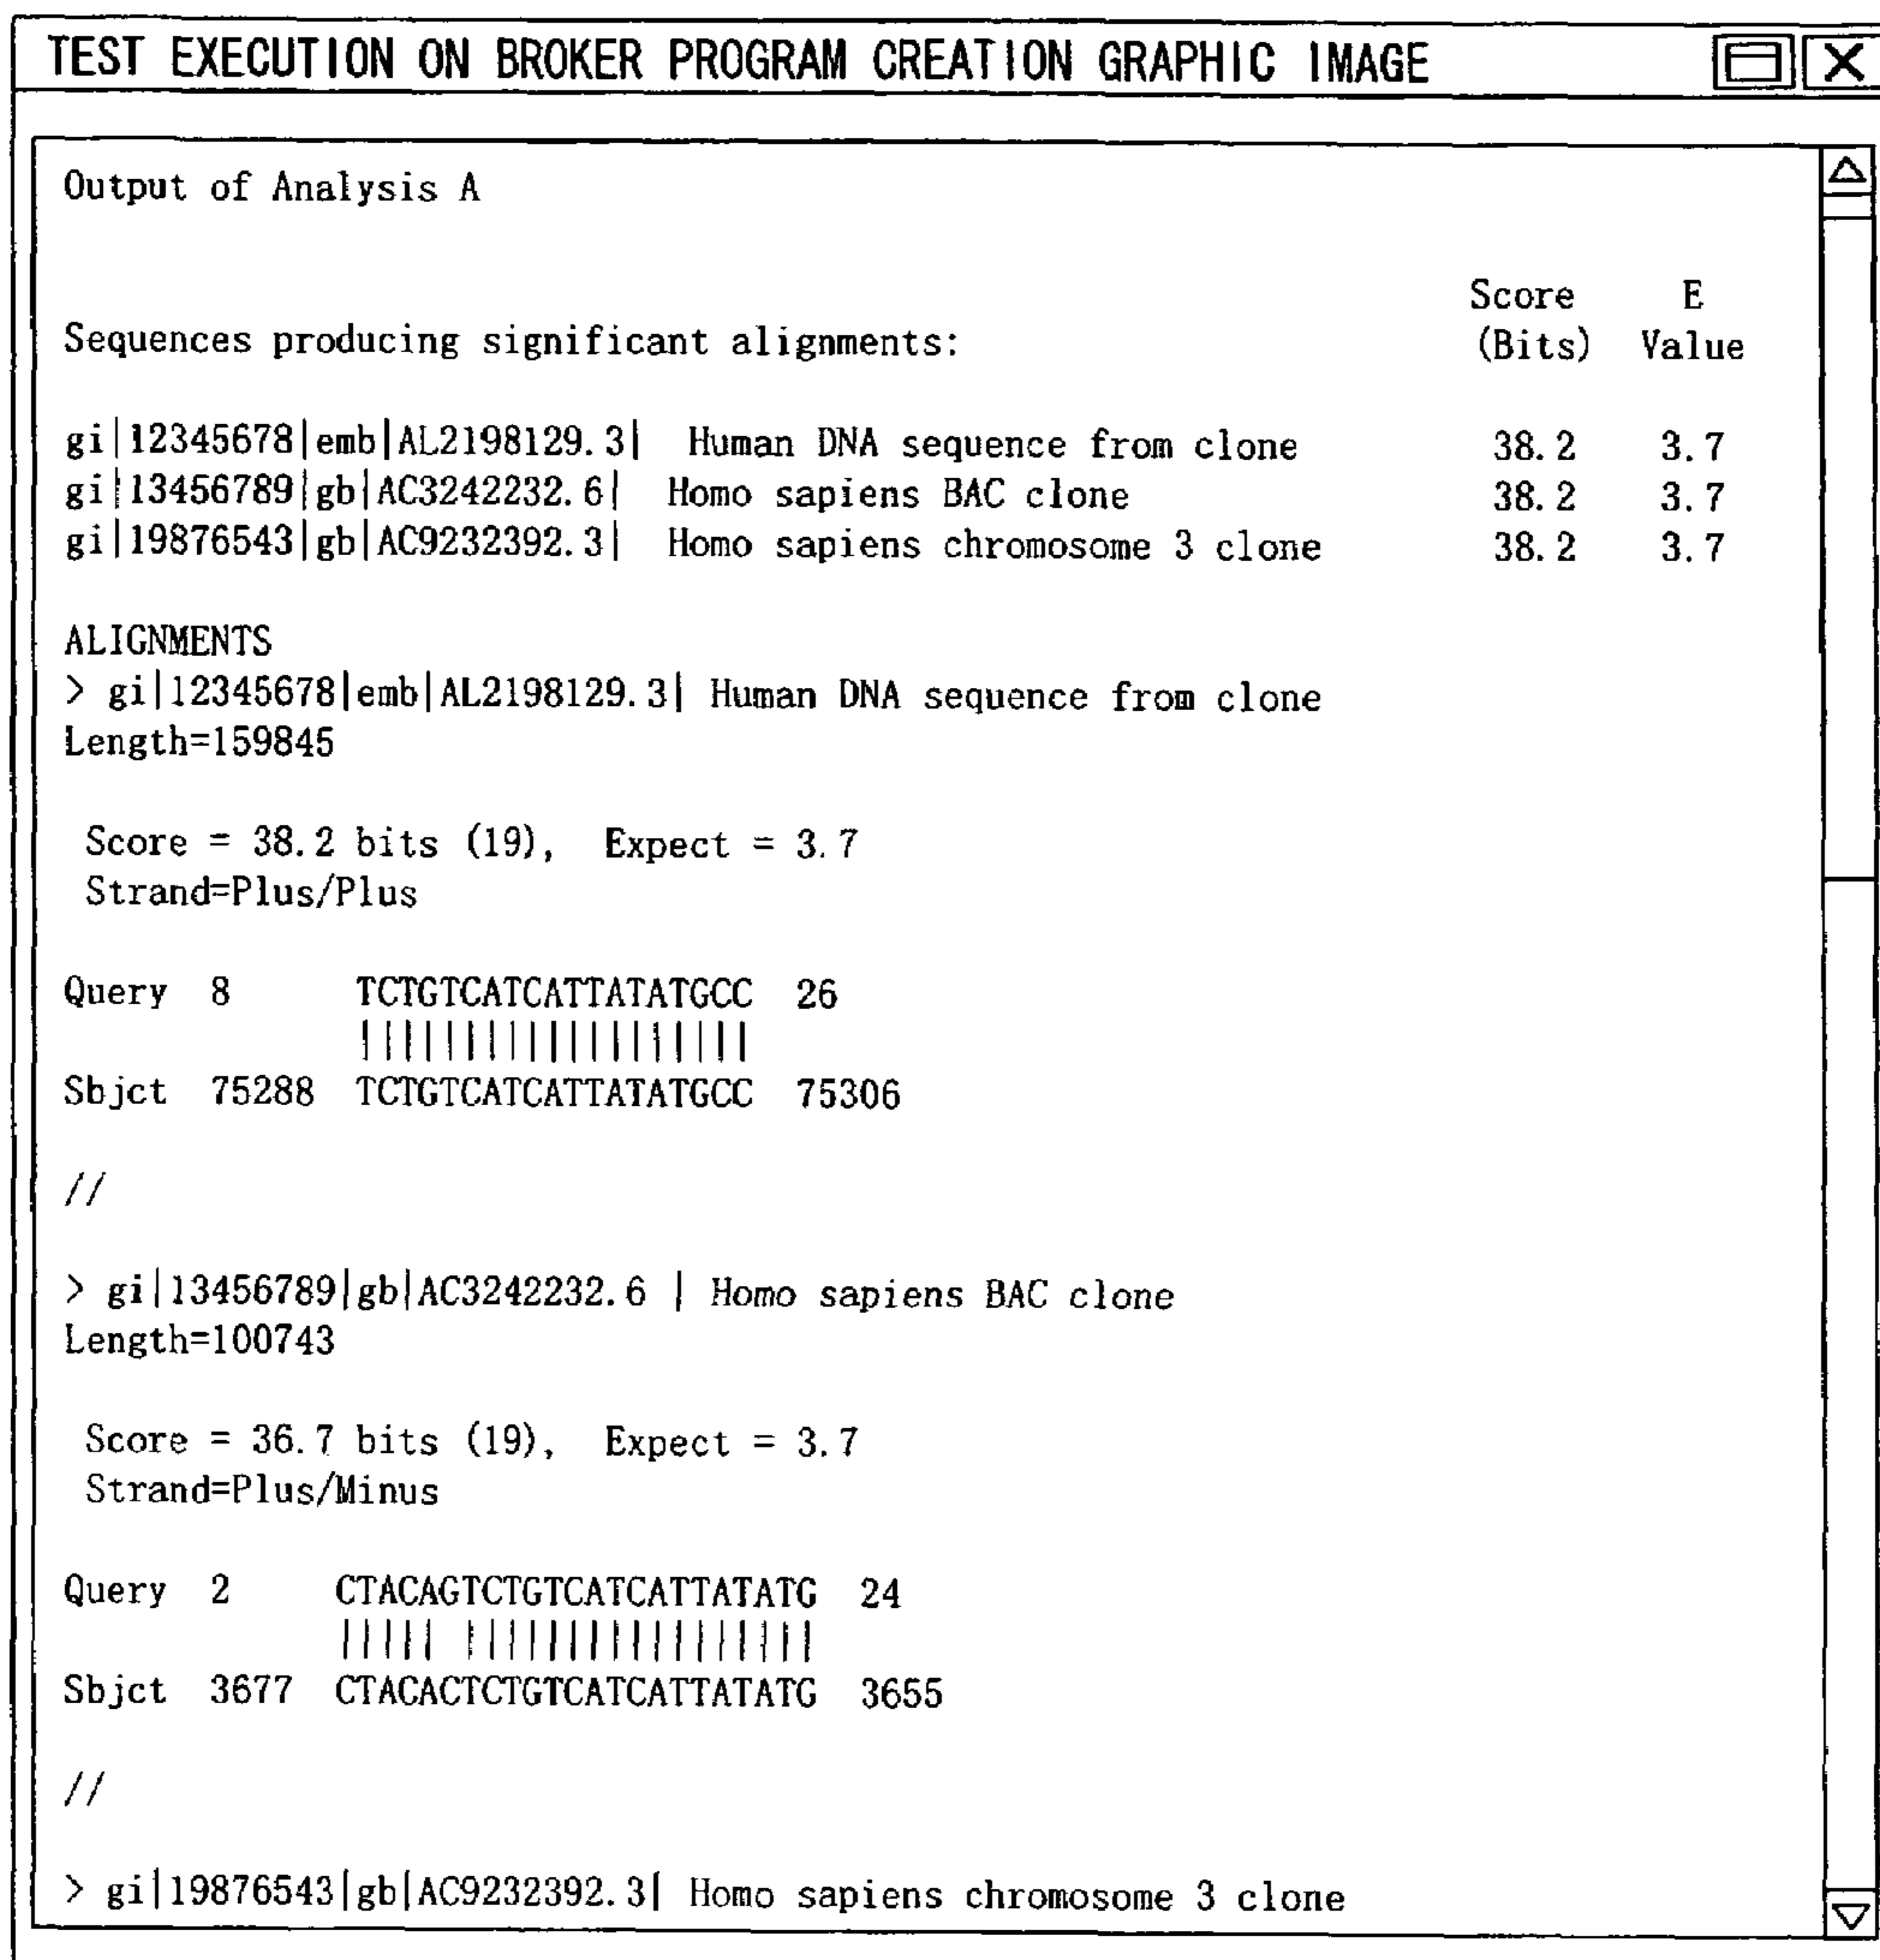 TEST EXECUTION ON BROKER PROGRAM CREATION GRAPHIC IMAGE
Output of Analysis A
Score E
Sequences producing significant alignments: (Bits) Value
gi|12345678|emb|AL2198129.3| Human DNA sequence from clone 38.2 3.7
gi|13456789|gb|AC3242232.6| Homo sapiens BAC clone 38.2 3.7
gi|19876543|gb|AC9232392.3| Homo sapiens chromosome 3 clone 38.2 3.7
ALIGNMENTS
> gi|12345678|emb|AL2198129.3| Human DNA sequence from clone
Length=159845
Score = 38.2 bits (19), Expect = 3.7
Strand=Plus/Plus
Query 8 TCTGTCATCATTATATGCC 26
|||||||||||||||||||
Sbjct 75288 TCTGTCATCATTATATGCC 75306
//
> gi|13456789|gb|AC3242232.6 | Homo sapiens BAC clone
Length=100743
Score = 36.7 bits (19), Expect = 3.7
Strand=Plus/Minus
Query 2 CTACAGTCTGTCATCATTATATG 24
||||| |||||||||||||||||
Sbjct 3677 CTACACTCTGTCATCATTATATG 3655
//
> gi|19876543|gb|AC9232392.3| Homo sapiens chromosome 3 clone